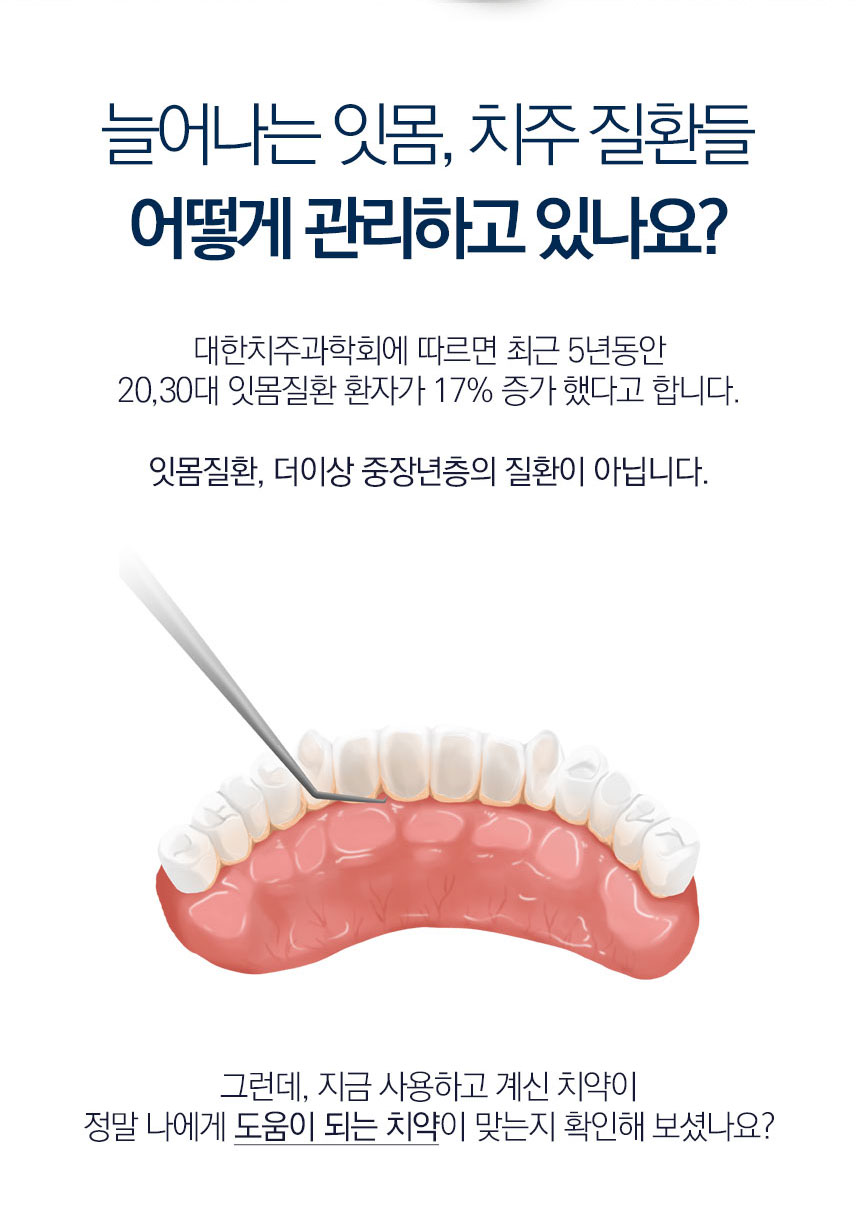 늘어나는 잇몸, 치주 질환들
어떻게 관리하고 있나요?
대한치주과학회에 따르면 최근 5년동안
20,30대 잇몸질환 환자가 17% 증가 했다고 합니다.
잇몸질환, 더이상 중장년층의 질환이 아닙니다.
그런데, 지금 사용하고 계신 치약이
정말 나에게 도움이 되는 치약이 맞는지 확인해 보셨나요?